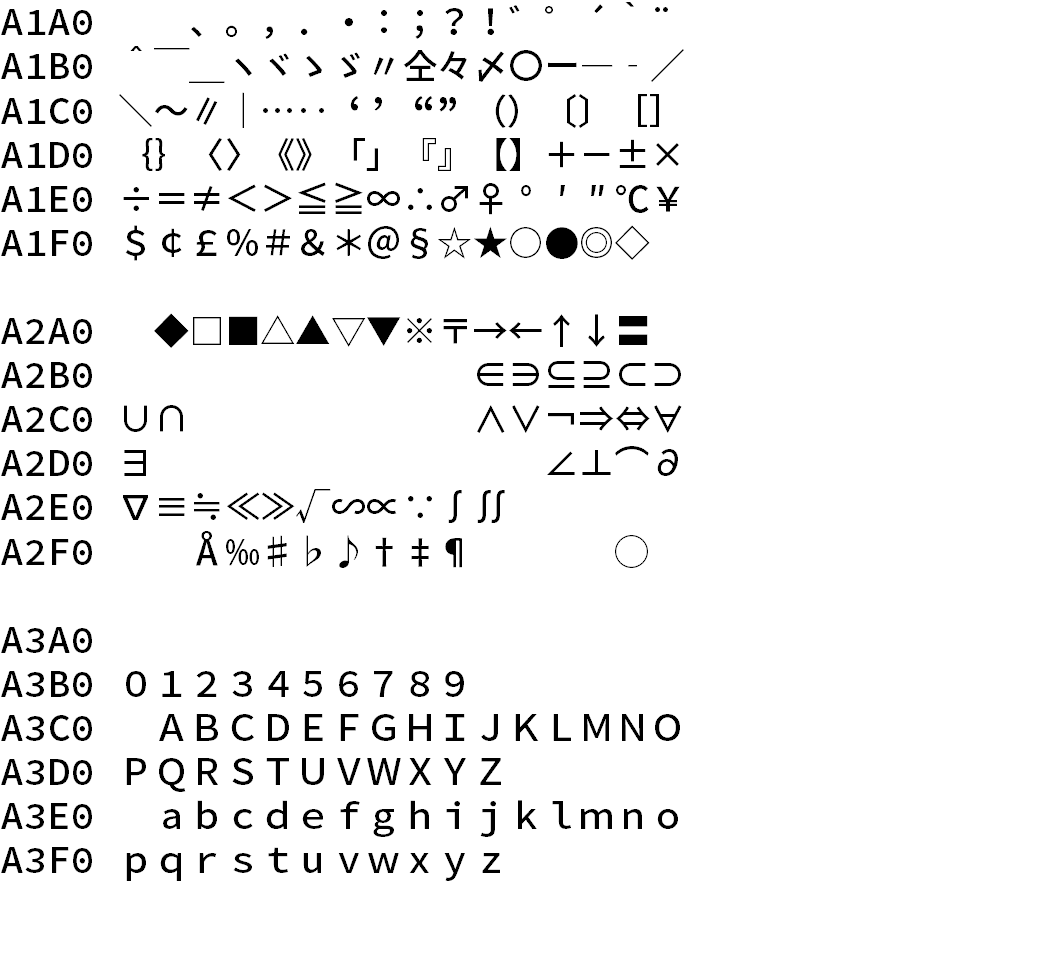 A1A0 、。，．・：；？！゛゜´｀¨
A1B0 ＾￣＿ヽヾゝゞ〃仝々〆〇ー―‐／
A1C0 ＼～∥｜…‥‘’“”（）〔〕［］
A1D0 ｛｝〈〉《》「」『』【】＋－±×
A1E0 ÷＝≠＜＞≦≧∞∴♂♀°′″℃￥
A1F0 ＄￠￡％＃＆＊＠§☆★○●◎◇
A2A0 ◆□■△▲▽▼※〒→←↑↓〓
A2B0 ∈∋⊆⊇⊂⊃
A2C0 ∪∩ ∧∨￢⇒⇔∀
A2D0 ∃ ∠⊥⌒∂
A2E0 ∇≡≒≪≫√∽∝∵∫∬
A2F0 Å‰♯♭♪†‡¶ ◯
A3A0
A3B0 ０１２３４５６７８９
A3C0 ＡＢＣＤＥＦＧＨＩＪＫＬＭＮＯ
A3D0 ＰＱＲＳＴＵＶＷＸＹＺ
A3E0 ａｂｃｄｅｆｇｈｉｊｋｌｍｎｏ
A3F0 ｐｑｒｓｔｕｖｗｘｙｚ